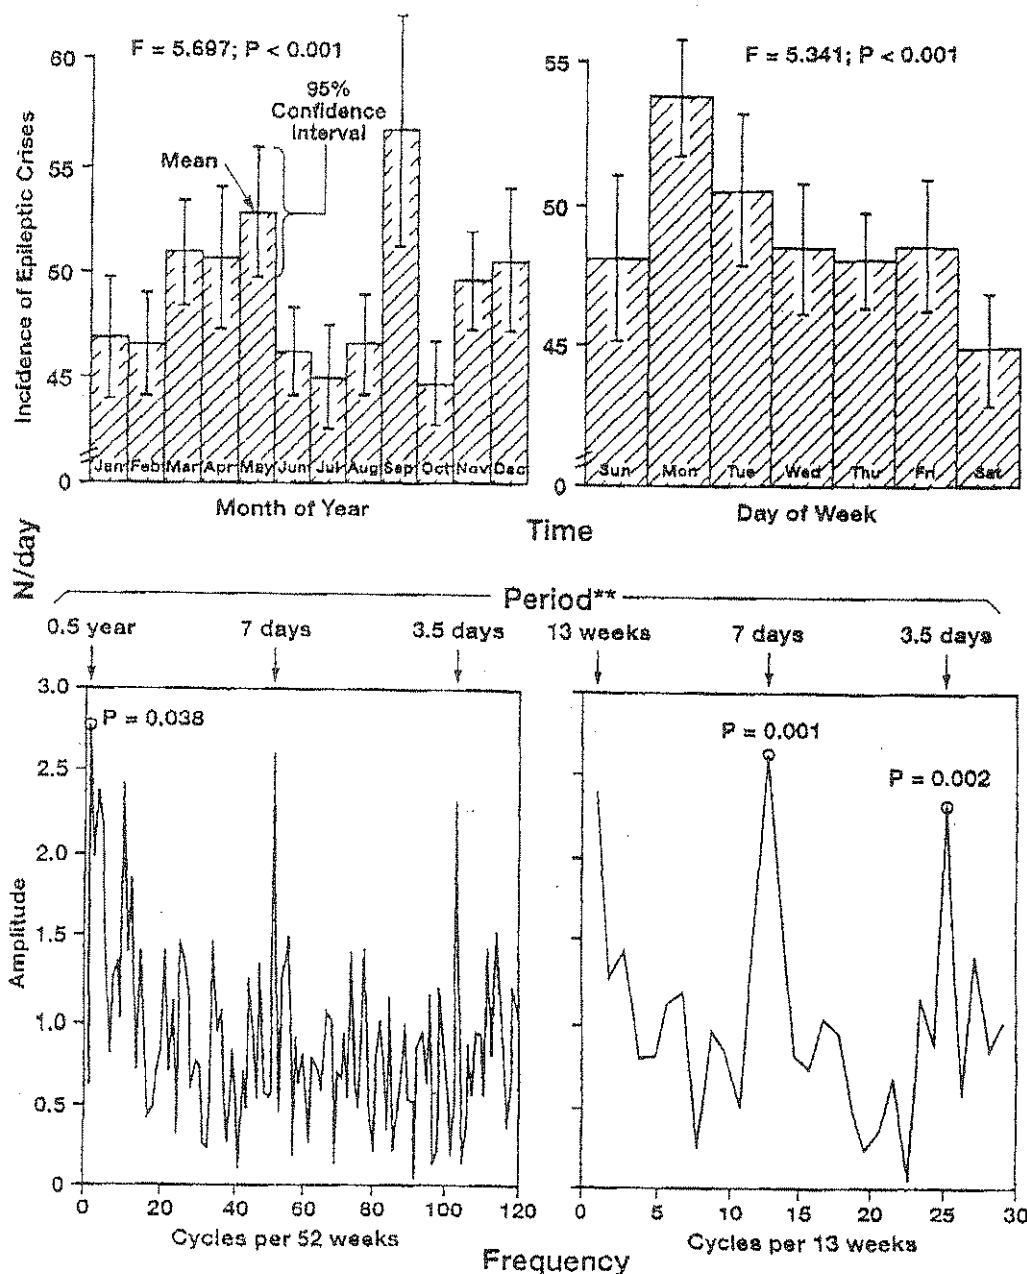 F = 5.697; P < 0.001
F = 5.341; P < 0.001
Incidence of Epileptic Crises
60
55
50
45
0
95%
Confidence
Interval
Mean
Jan Feb Mar Apr May Jun Jul Aug Sep Oct Nov Dec
Month of Year
55
50
45
0
Sun Mon Tue Wed Thu Fri Sat
Day of Week
Time
N/day
Period**
0.5 year 7 days 3.5 days 13 weeks 7 days 3.5 days
Amplitude
3.0
2.5
2.0
1.5
1.0
0.5
0
P = 0.038
0 20 40 60 80 100 120
Cycles per 52 weeks
P = 0.001
P = 0.002
0 5 10 15 20 25 30
Cycles per 13 weeks
Frequency